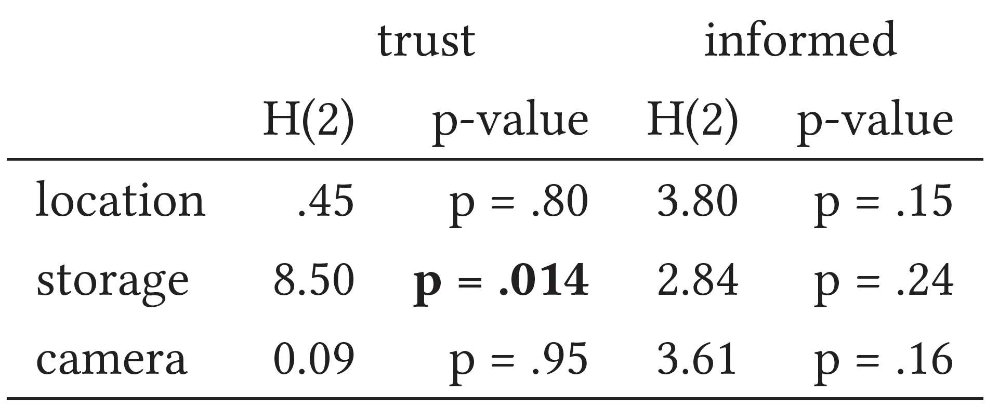 trust informed
H(2) p-value H(2) p-value
location .45 p = .80 3.80 p = .15
storage 8.50 p = .014 2.84 p = .24
camera 0.09 p = .95 3.61 p = .16